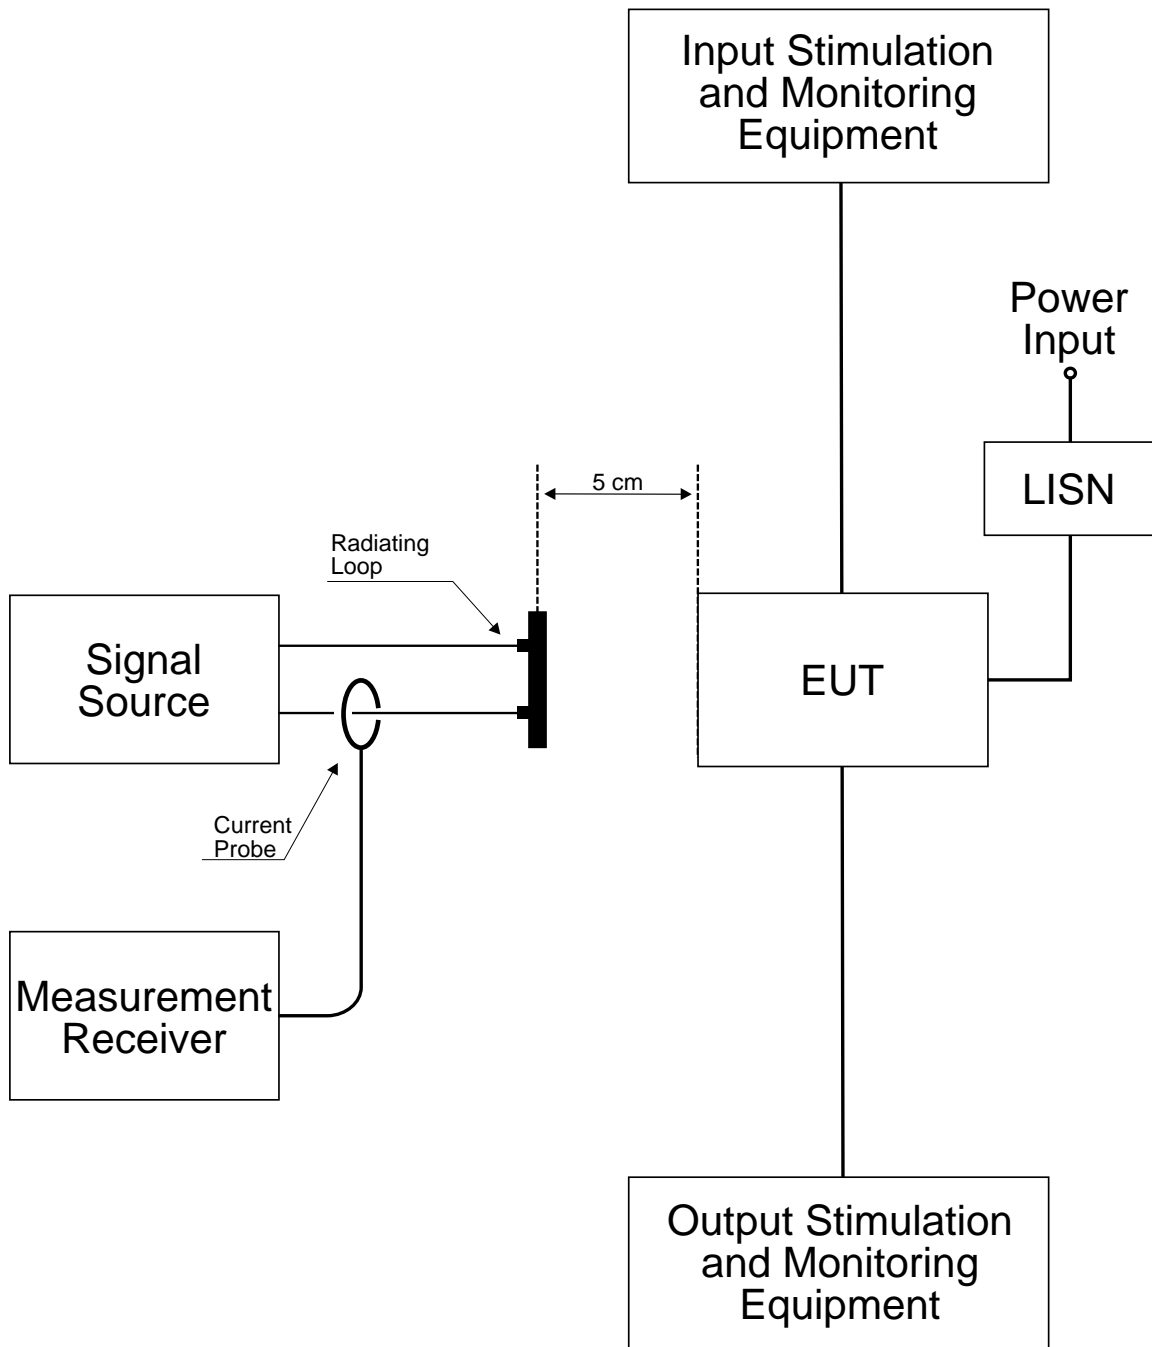 Input Stimulation
and Monitoring
Equipment
Power
Input
LISN
5 cm
Radiating
Loop
Signal
Source
EUT
Current
Probe
Measurement
Receiver
Output Stimulation
and Monitoring
Equipment